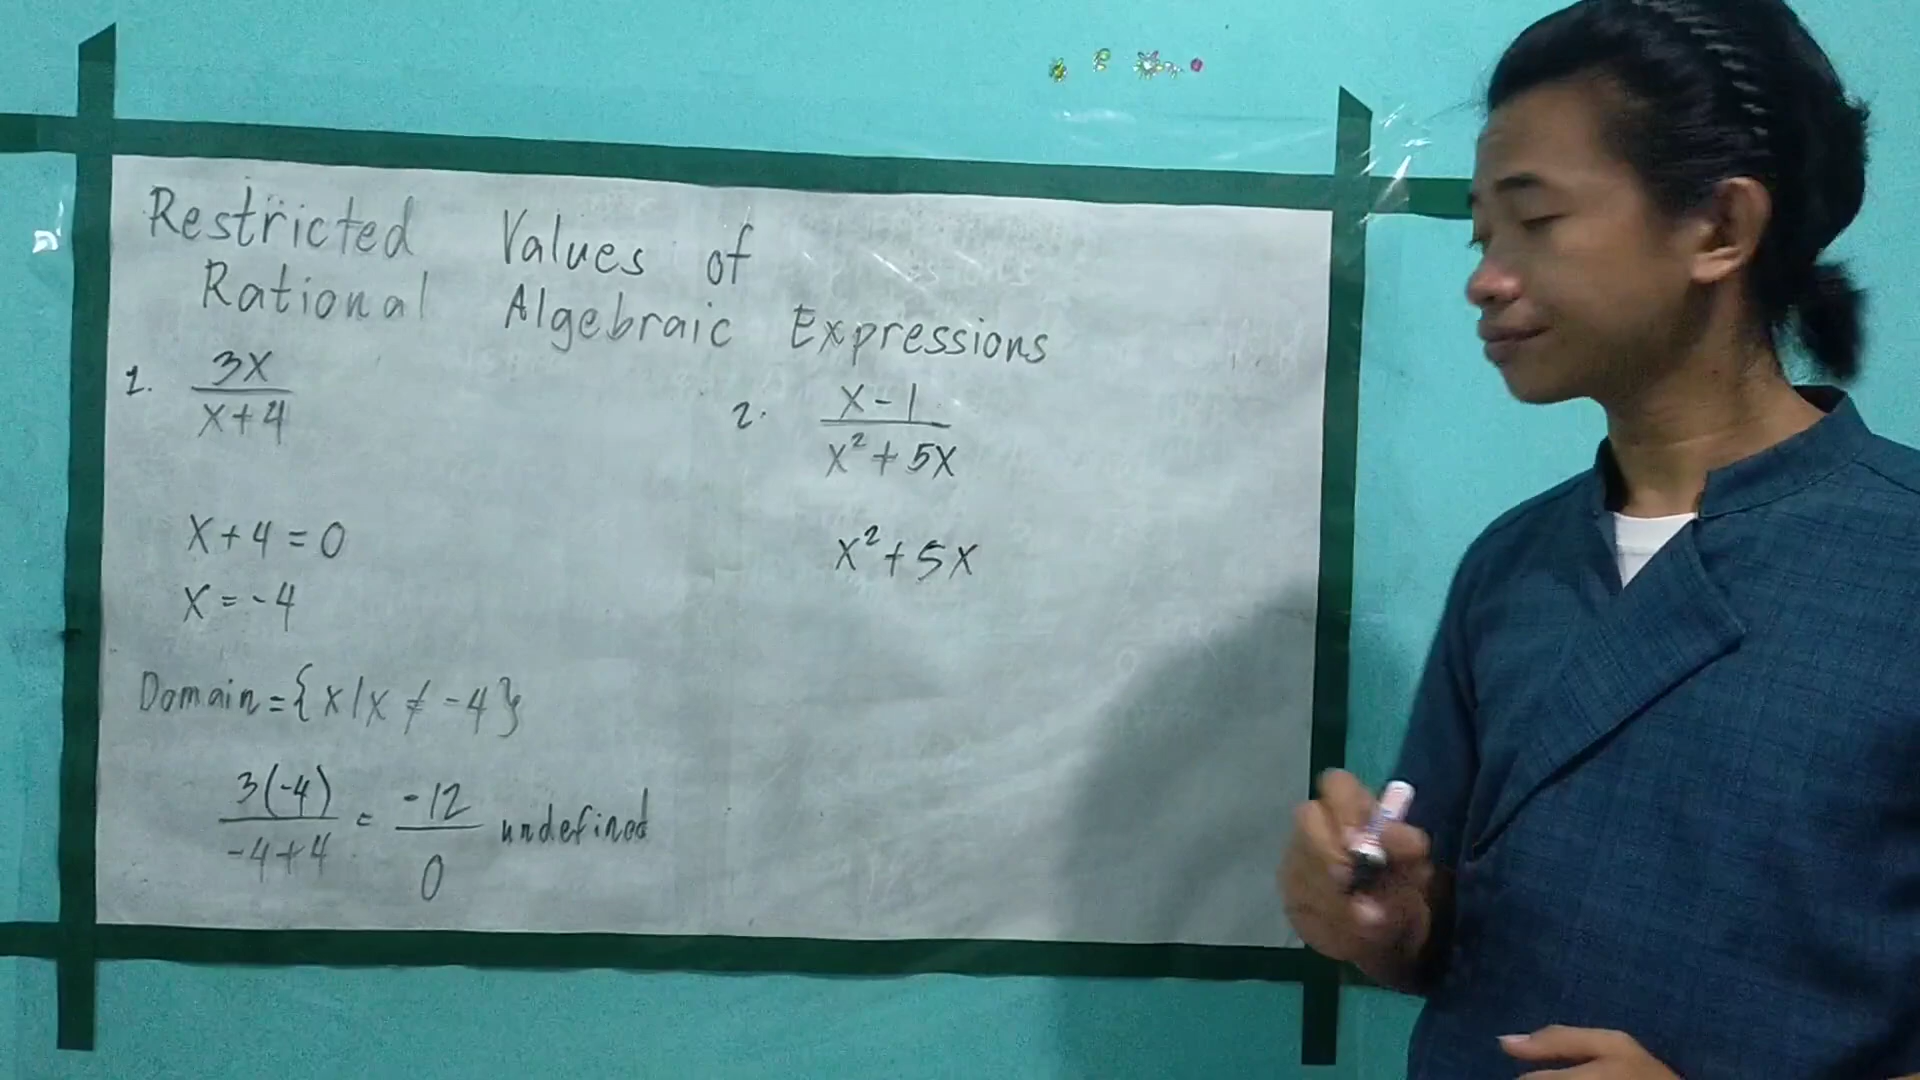 Restricted Values of
Rational Algebraic Expressions
1. 3x
x+4
x+4=0
x=-4
Domain={x|x≠-4}
3(-4) = -12 undefined
-4+4 0
2. x-1
x²+5x
x²+5x